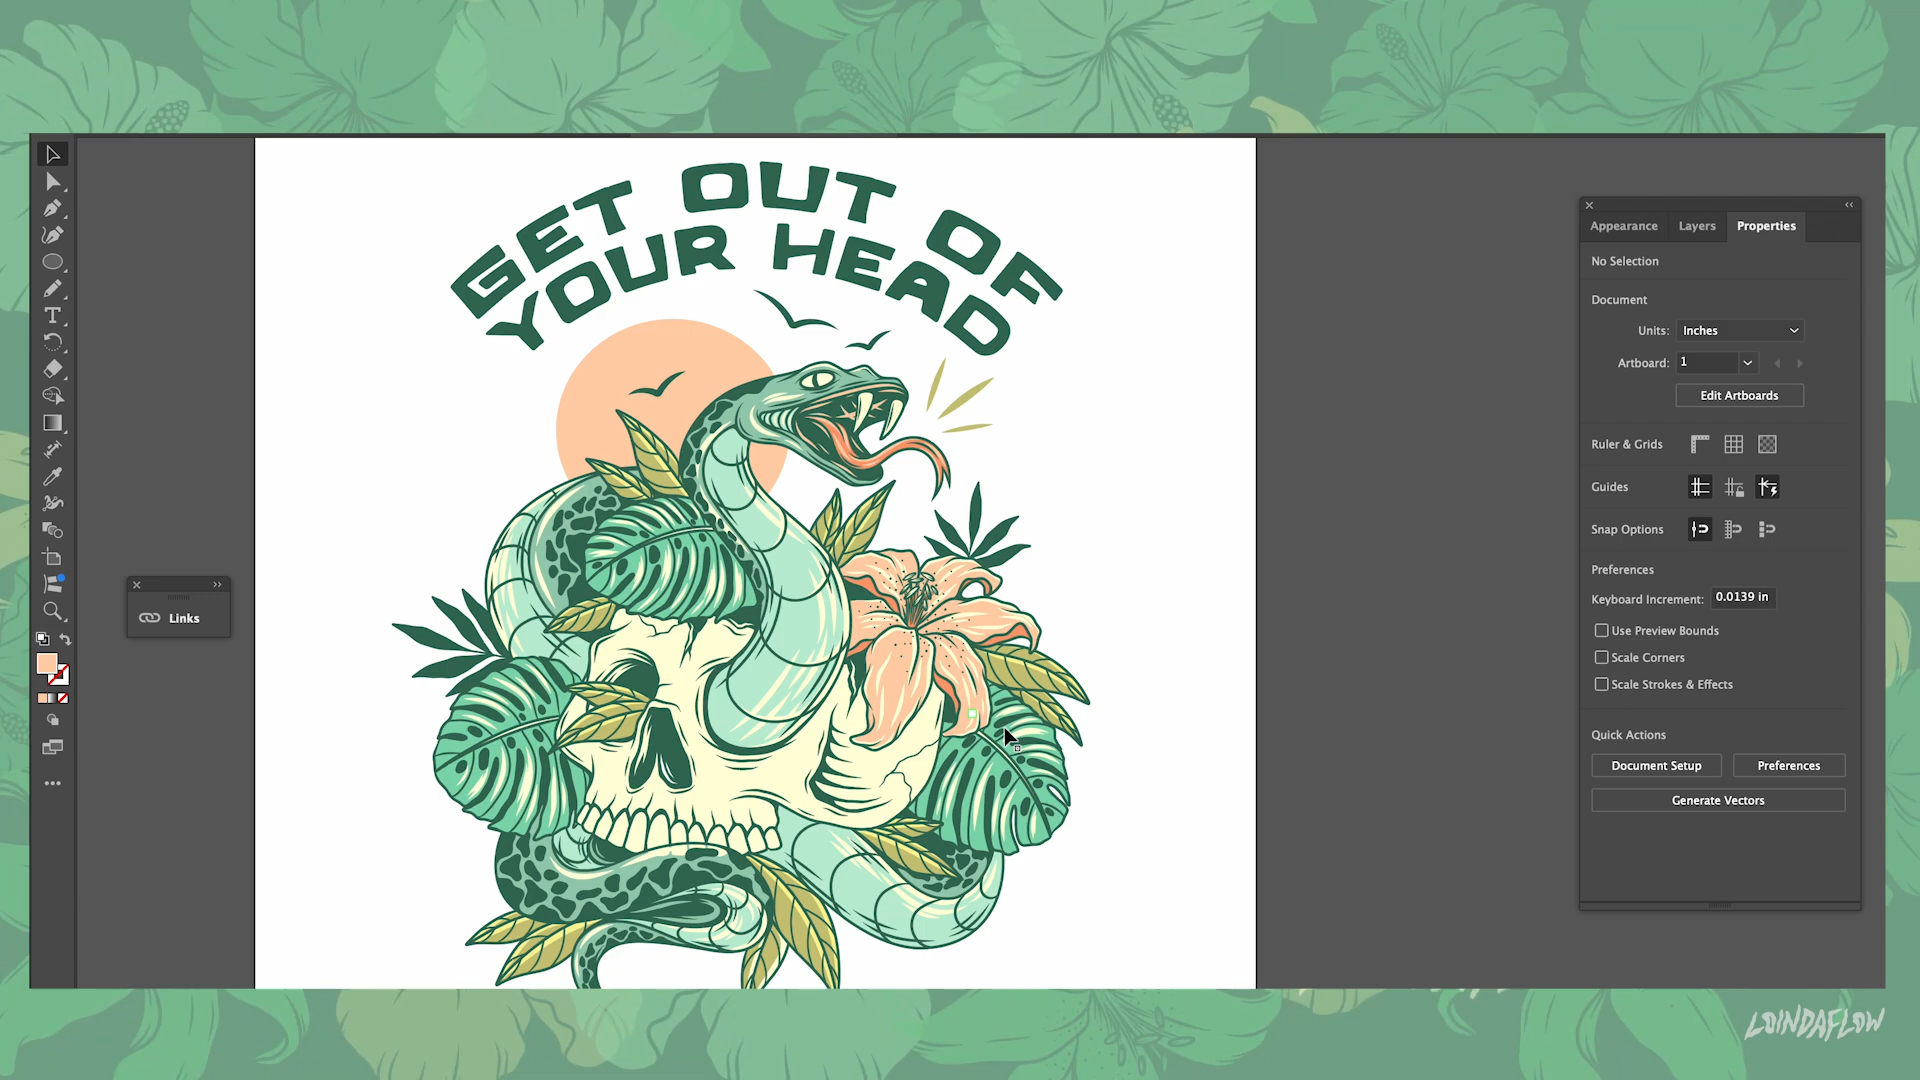 GET OUT OF
YOUR HEAD
Appearance
Layers
Properties
No Selection
Document
Units: Inches
Artboard: 1
Edit Artboards
Ruler & Grids
Guides
Snap Options
Preferences
Keyboard Increment: 0.0139 in
Use Preview Bounds
Scale Corners
Scale Strokes & Effects
Quick Actions
Document Setup
Preferences
Generate Vectors
Links
LOINDAFLOW